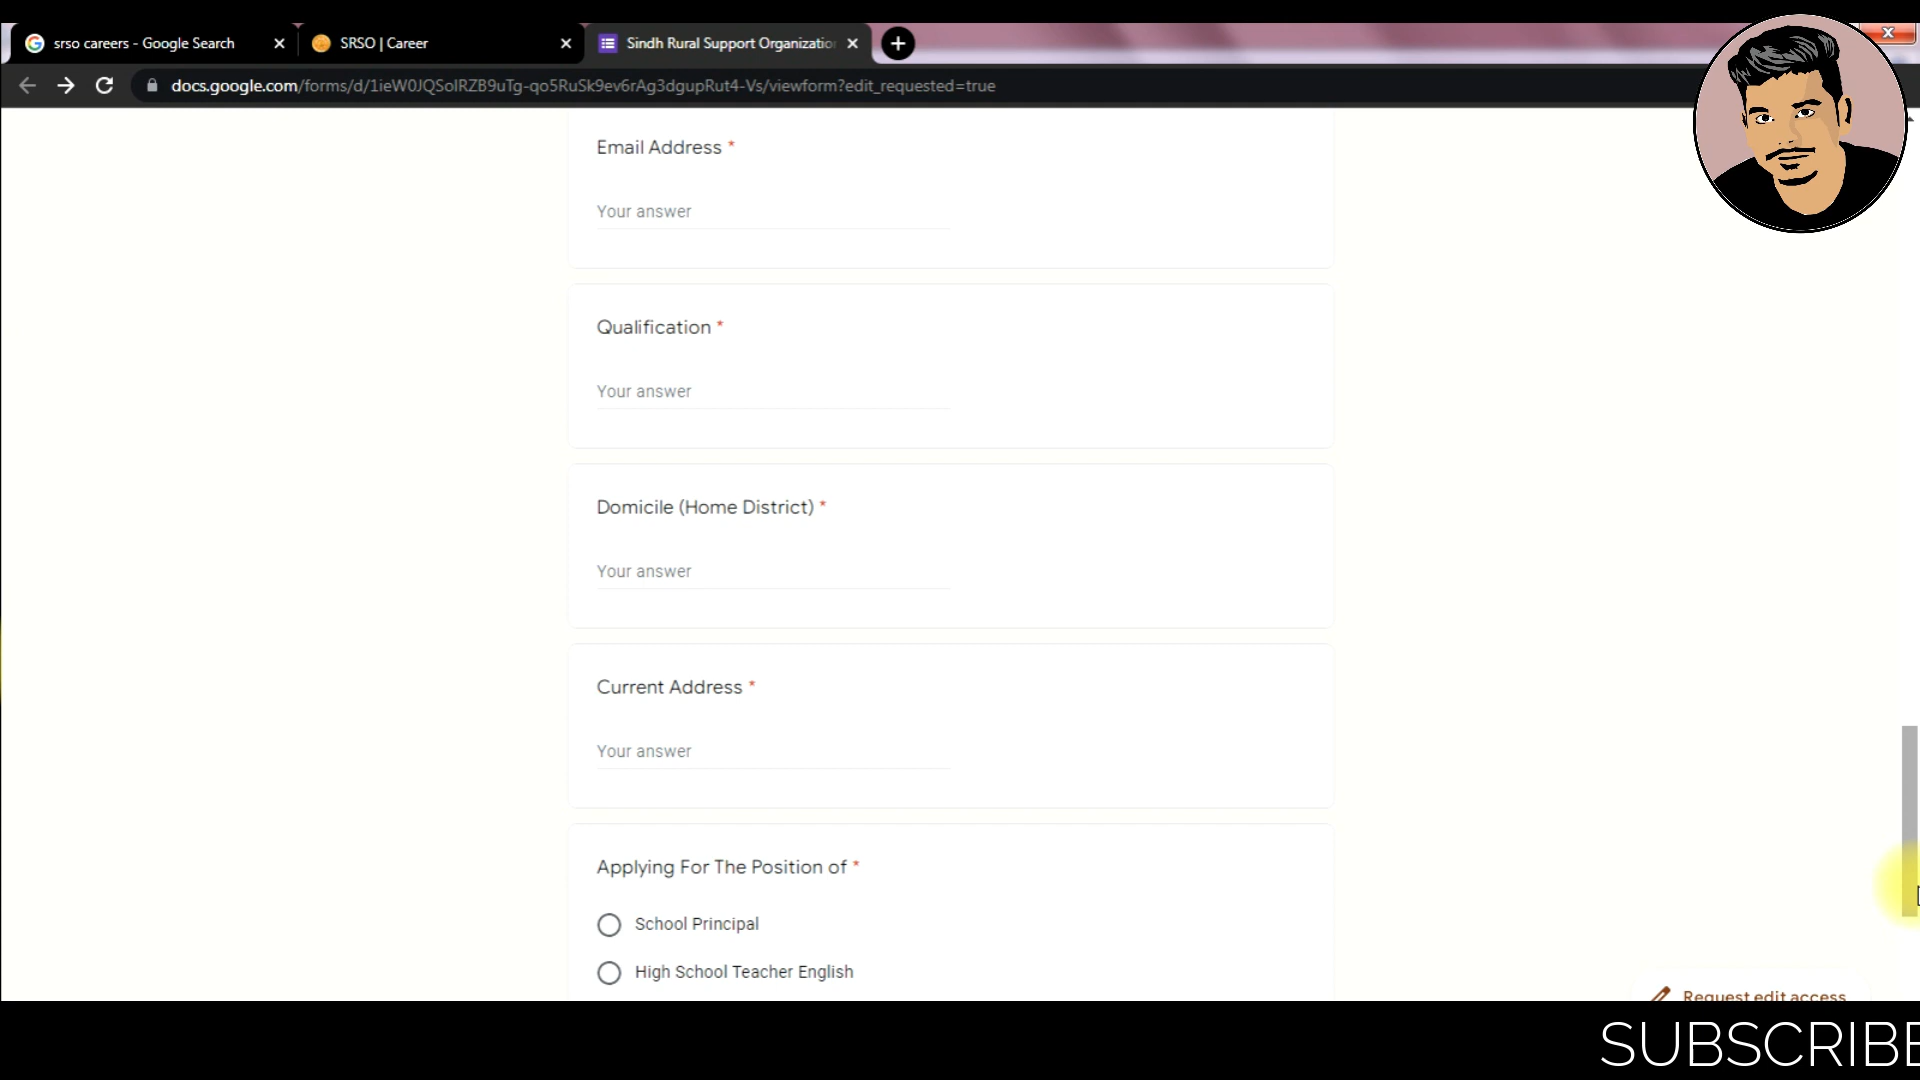 srso careers - Google Search
SRSO | Career
Sindh Rural Support Organizatio
docs.google.com/forms/d/1ieW0JQSolRZB9uTg-qo5RuSk9ev6rAg3dgupRut4-Vs/viewform?edit_requested=true
Email Address *
Your answer
Qualification *
Your answer
Domicile (Home District) *
Your answer
Current Address *
Your answer
Applying For The Position of *
School Principal
High School Teacher English
Request edit access
SUBSCRIBE